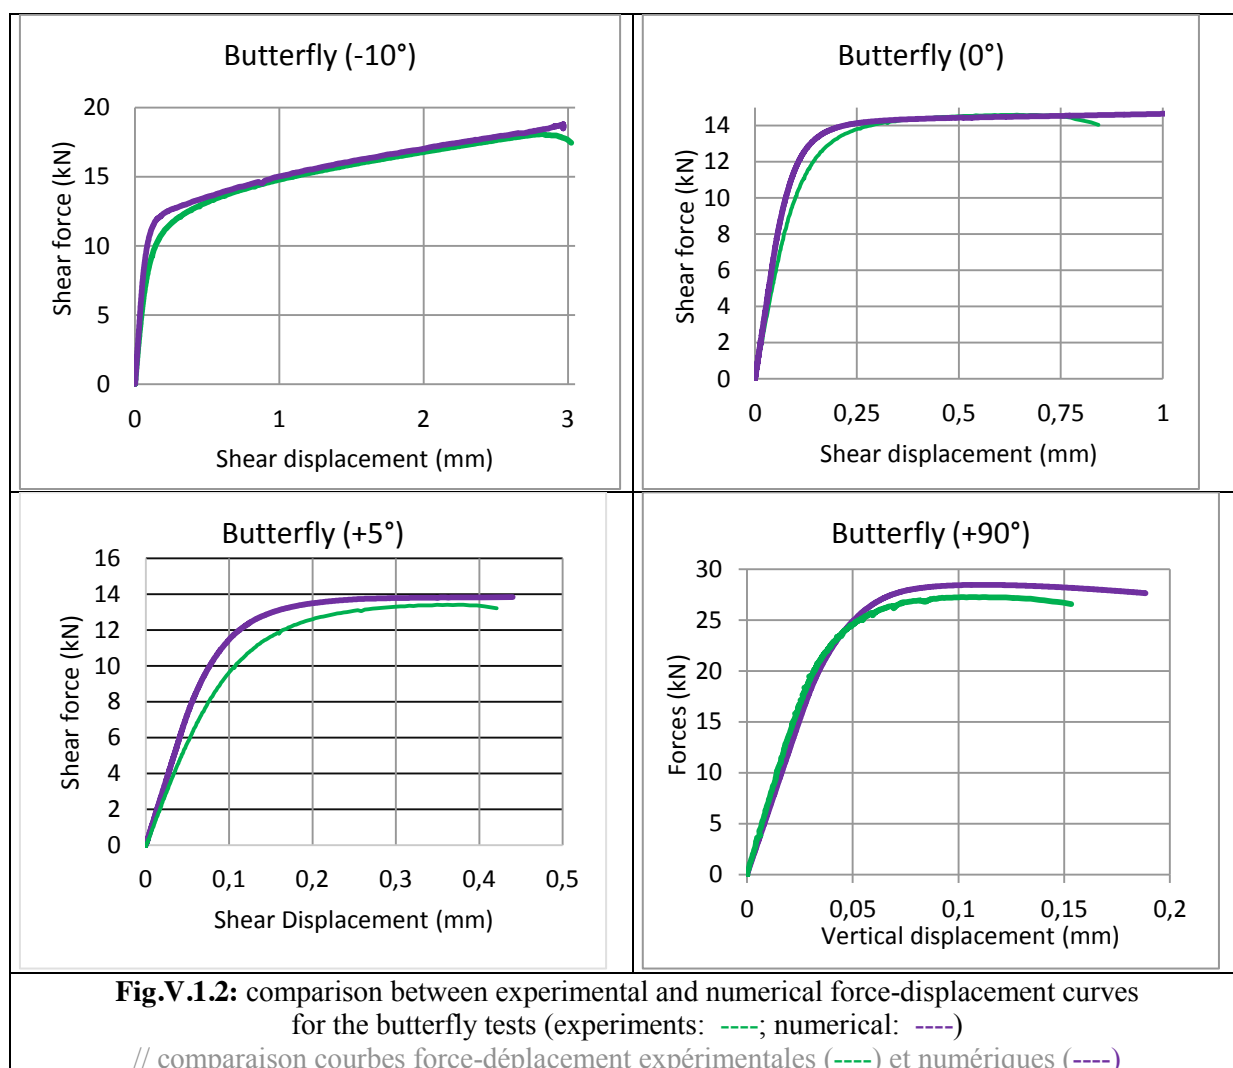 Butterfly (-10°)
20
15
10
5
0
Shear force (kN)
0 1 2 3
Shear displacement (mm)
Butterfly (0°)
14
12
10
8
6
4
2
0
Shear force (kN)
0 0,25 0,5 0,75 1
Shear displacement (mm)
Butterfly (+5°)
16
14
12
10
8
6
4
2
0
Shear force (kN)
0 0,1 0,2 0,3 0,4 0,5
Shear Displacement (mm)
Butterfly (+90°)
30
25
20
15
10
5
0
Forces (kN)
0 0,05 0,1 0,15 0,2
Vertical displacement (mm)
Fig.V.1.2: comparison between experimental and numerical force-displacement curves
for the butterfly tests (experiments: ----; numerical: ----)
// comparaison courbes force-déplacement expérimentales (----) et numériques (----)